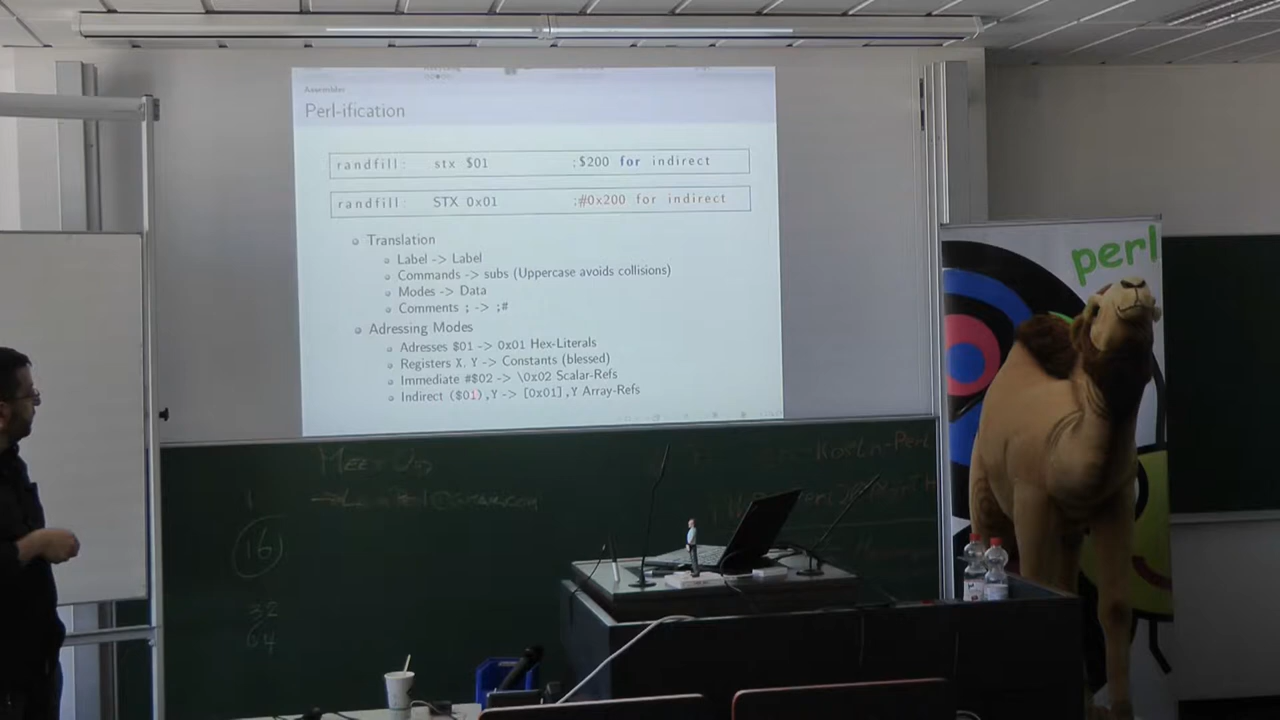 Assembler
Perl-ification
randfill: stx $01 ;$200 for indirect
randfill: STX 0x01 ;#0x200 for indirect
Translation
Label -> Label
Commands -> subs (Uppercase avoids collisions)
Modes -> Data
Comments ; -> ;#
Adressing Modes
Adresses $01 -> 0x01 Hex-Literals
Registers X, Y -> Constants (blessed)
Immediate #$02 -> \0x02 Scalar-Refs
Indirect ($01),Y -> [0x01],Y Array-Refs
perl
1
16
32
64